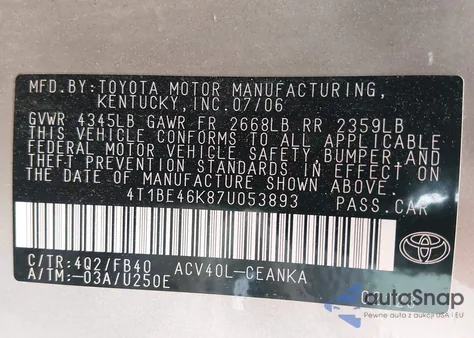 MFD.BY:TOYOTA MOTOR MANUFACTURING,
KENTUCKY,INC.07/06
GVWR 4345LB GAWR FR 2668LB RR 2359LB
THIS VEHICLE CONFORMS TO ALL APPLICABLE
FEDERAL MOTOR VEHICLE SAFETY,BUMPER,AND
THEFT PREVENTION STANDARDS IN EFFECT ON
THE DATE OF MANUFACTURE SHOWN ABOVE.
4T1BE46K87U053893 PASS.CAR
C/TR:4Q2/FB40 ACV40L-CEANKA
A/TM:-03A/U250E
TOYOTA
autoSnap
Pewne auto z aukcji USA i EU